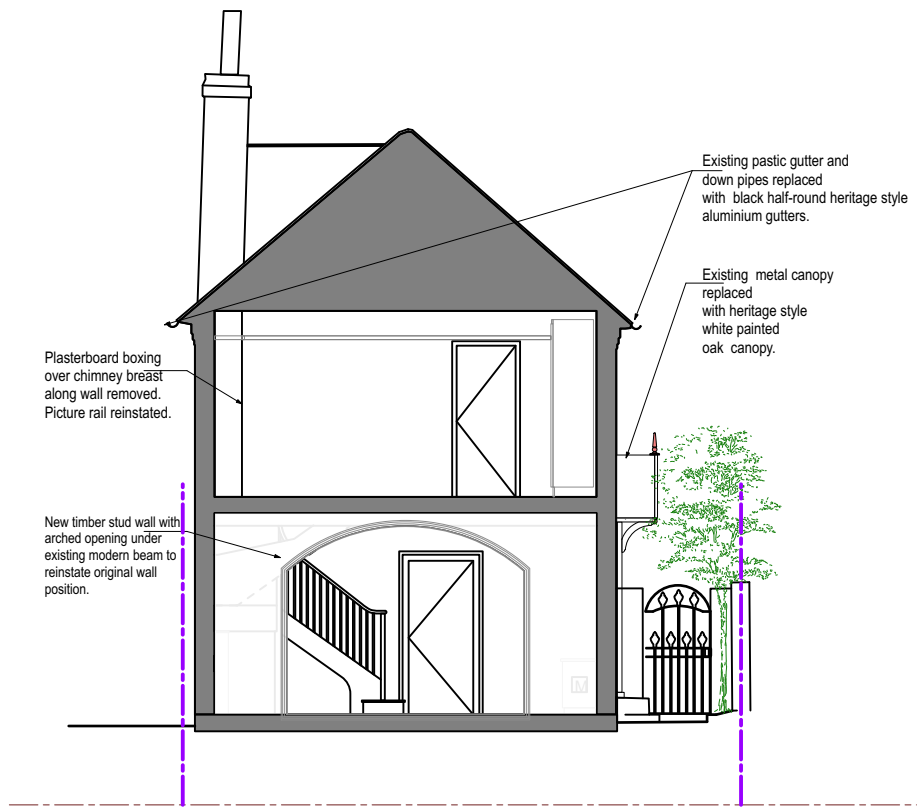 Existing pastic gutter and
down pipes replaced
with black half-round heritage style
aluminium gutters.
Existing metal canopy
replaced
with heritage style
white painted
oak canopy.
Plasterboard boxing
over chimney breast
along wall removed.
Picture rail reinstated.
New timber stud wall with
arched opening under
existing modern beam to
reinstate original wall
position.
M